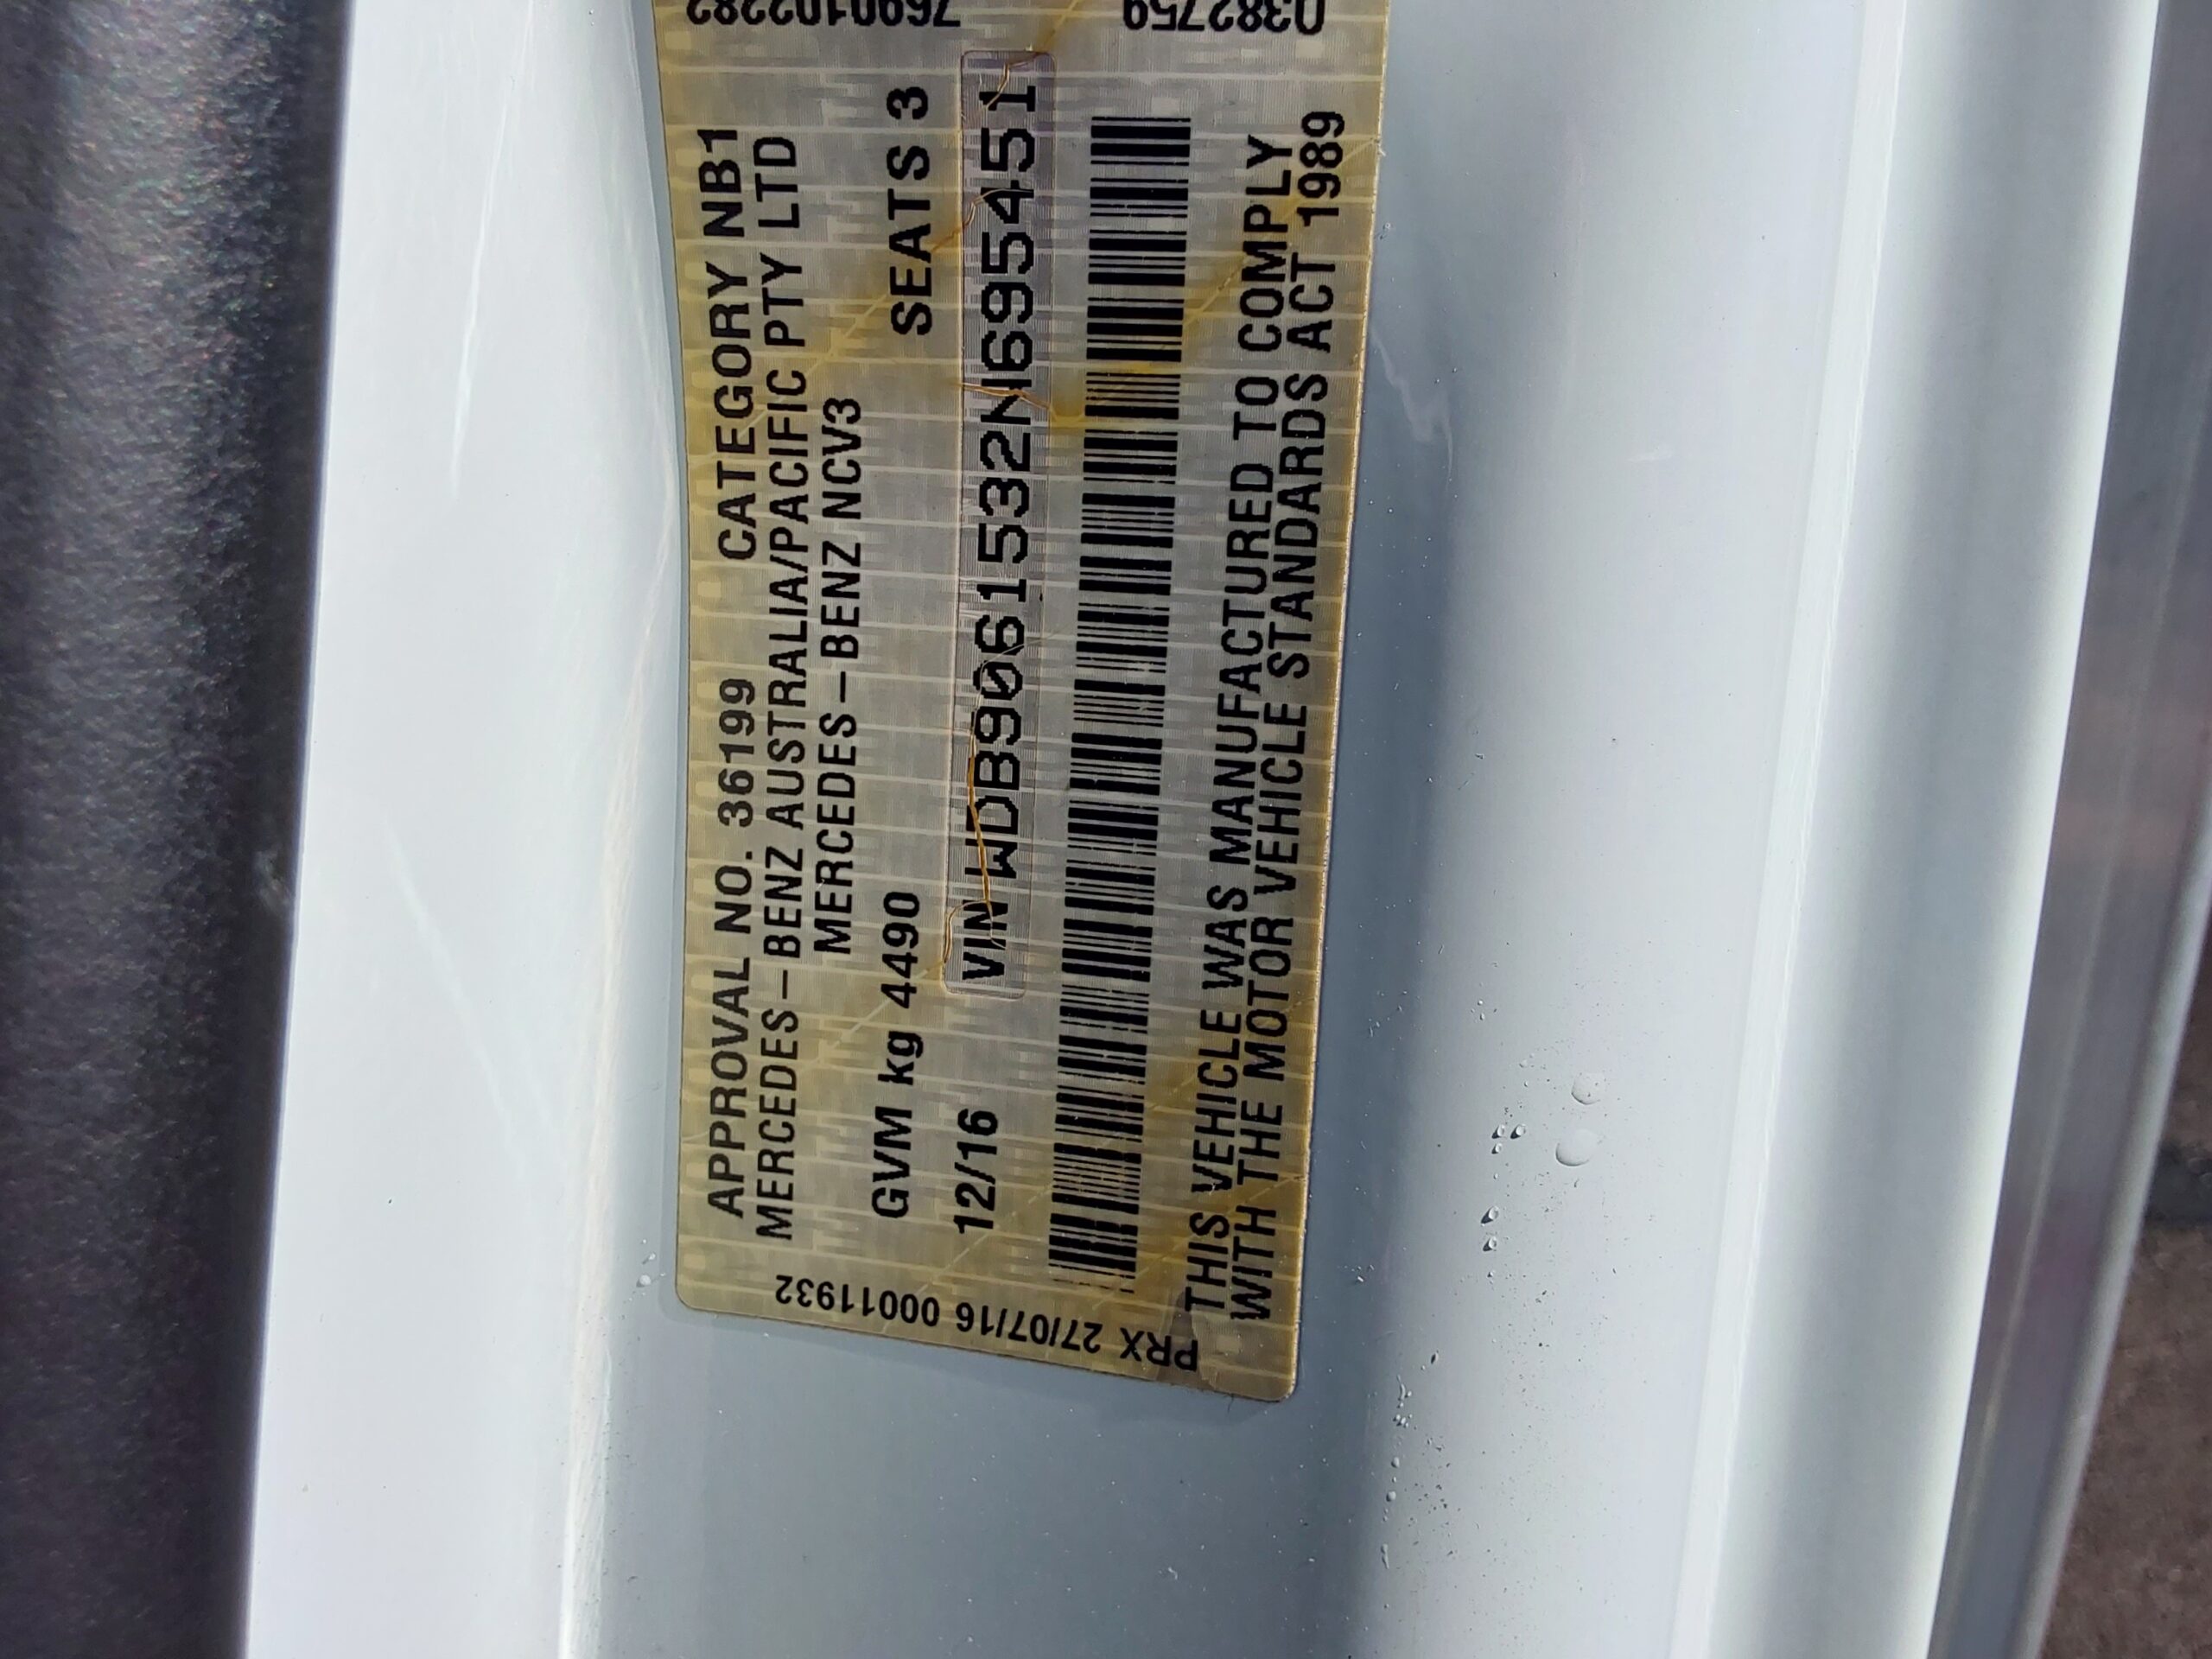 APPROVAL NO. 36199 CATEGORY NB1
MERCEDES-BENZ AUSTRALIA/PACIFIC PTY LTD
MERCEDES-BENZ NCV3
GVM kg 4490 SEATS 3
12/16 VIN WDB9061532N695451
THIS VEHICLE WAS MANUFACTURED TO COMPLY
WITH THE MOTOR VEHICLE STANDARDS ACT 1989
PRX 27/07/16 00011932
0382759 7690102282